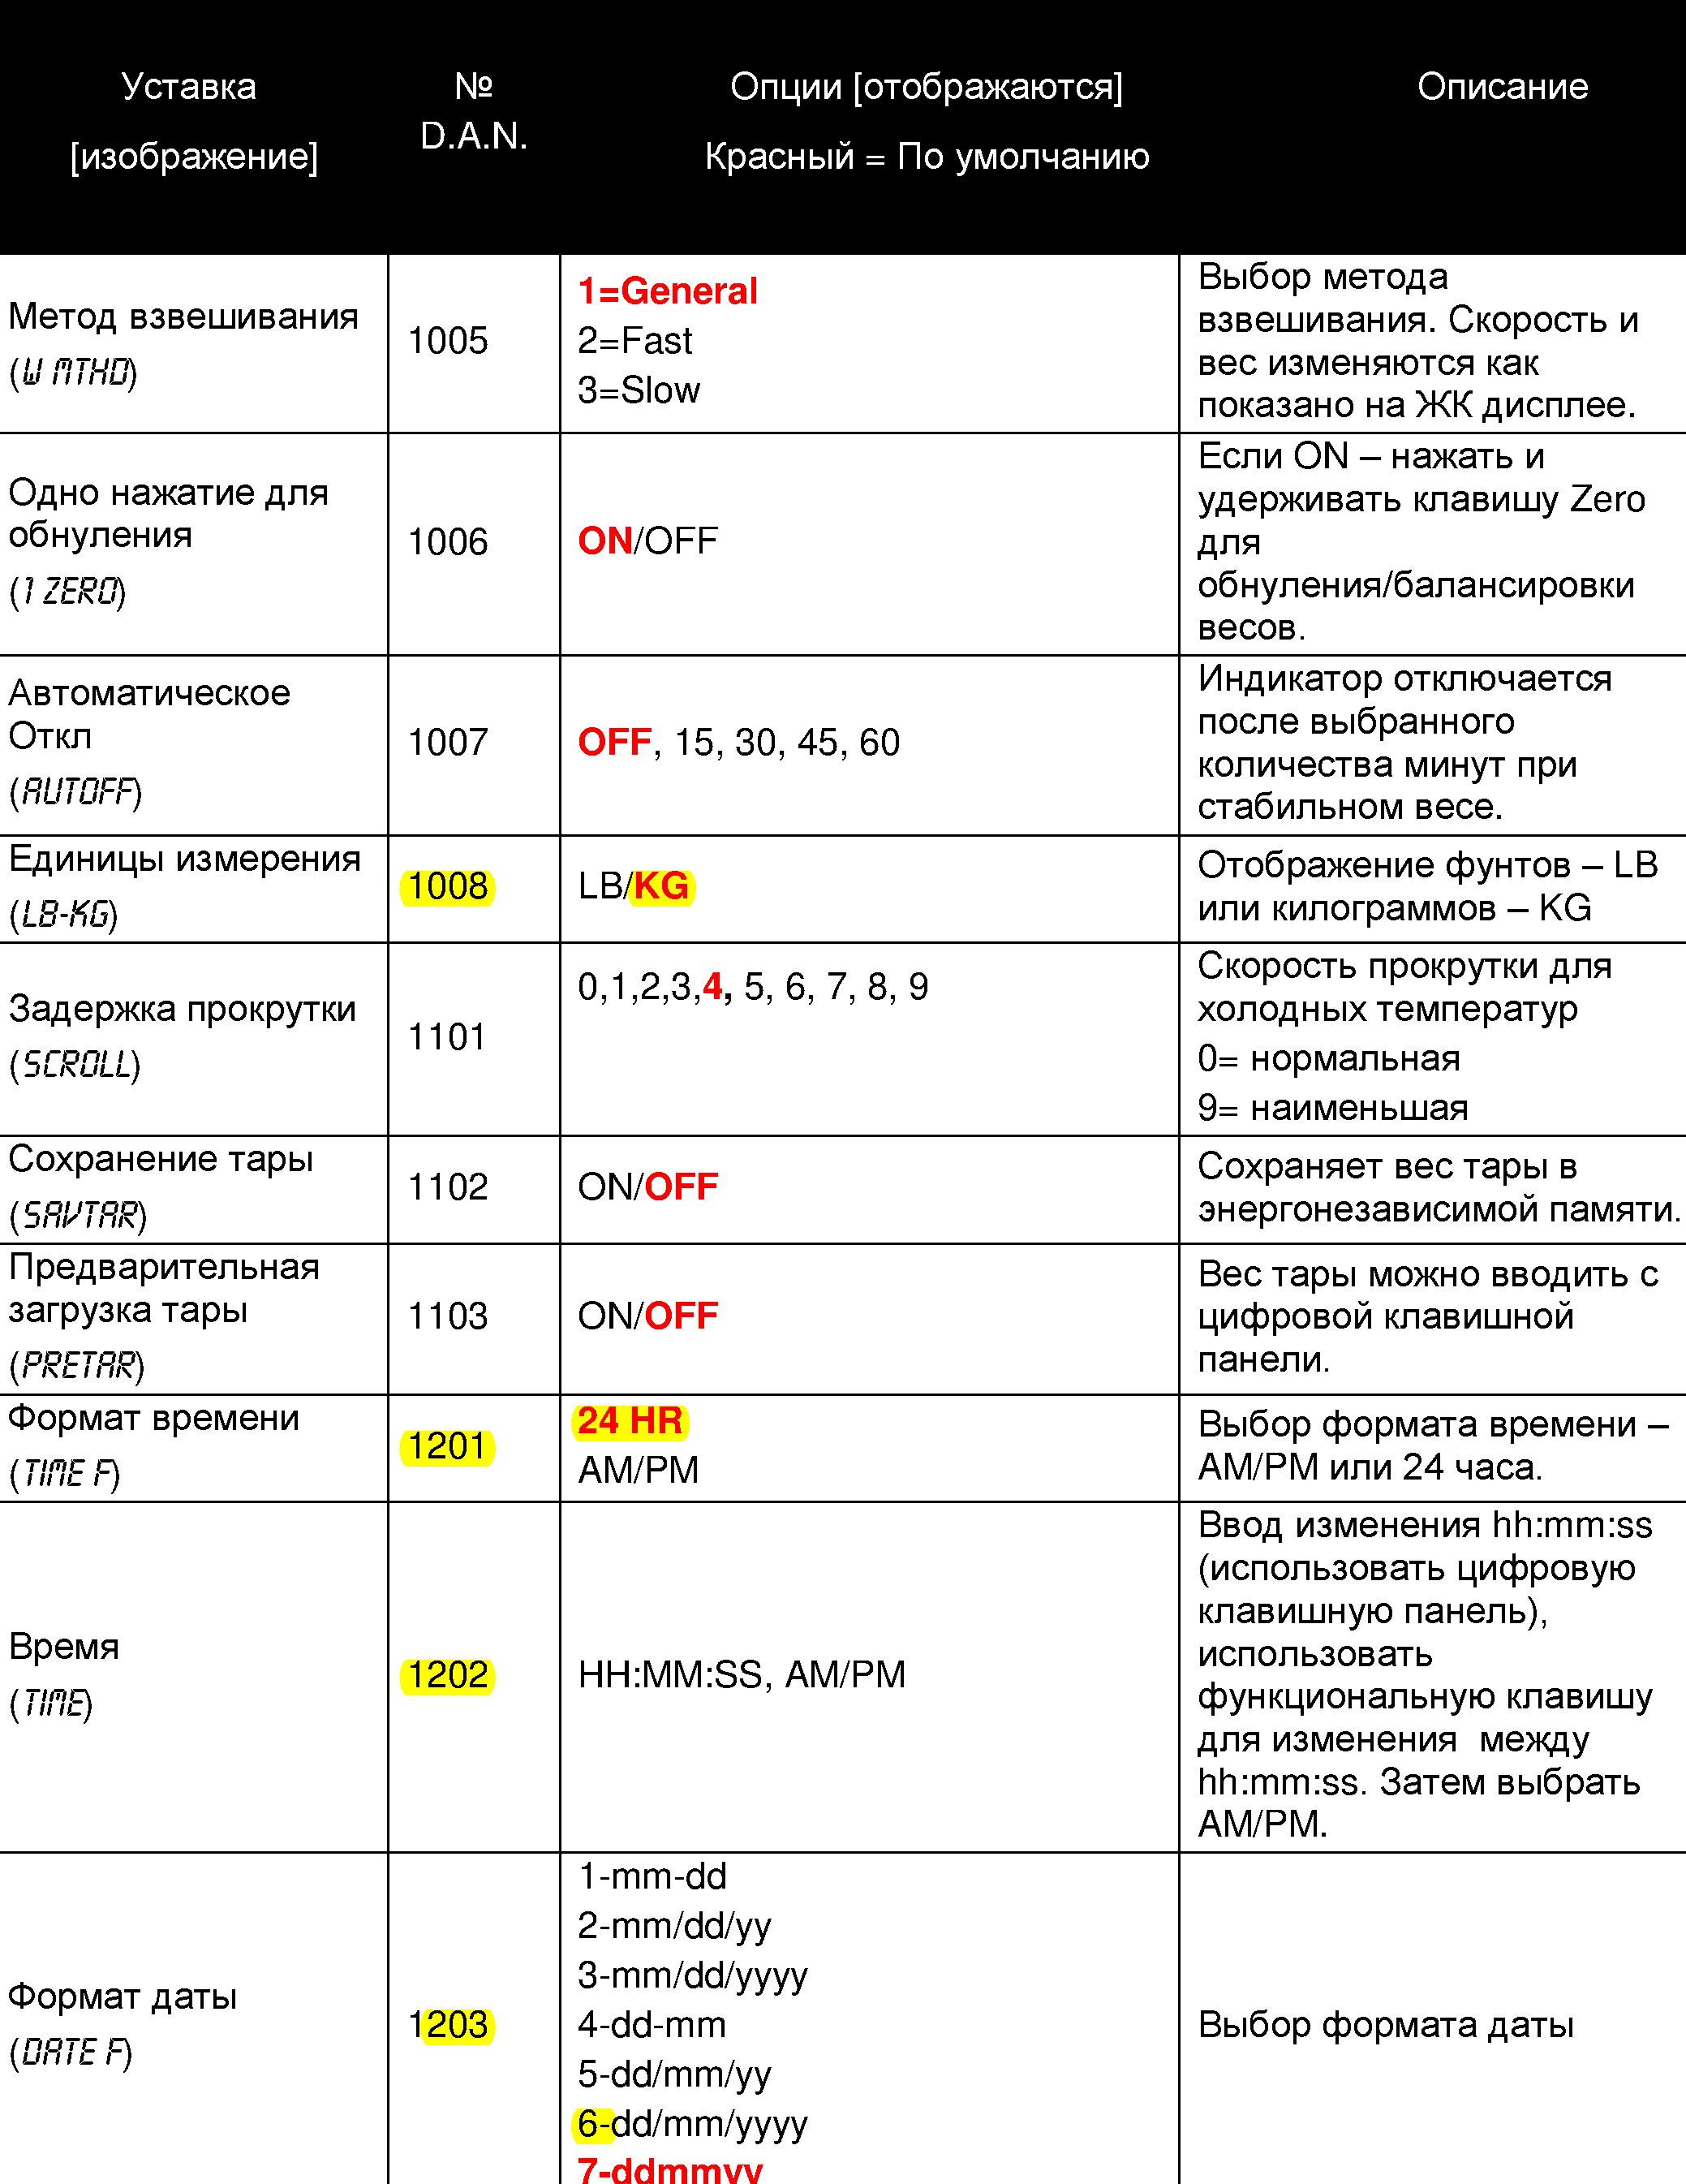 Уставка
[изображение]
№
D.A.N.
Опции [отображаются]
Красный = По умолчанию
Описание
Метод взвешивания
(W MTHD)
1005
1=General
2=Fast
3=Slow
Выбор метода
взвешивания. Скорость и
вес изменяются как
показано на ЖК дисплее.
Одно нажатие для
обнуления
(1 ZERO)
1006
ON/OFF
Если ON – нажать и
удерживать клавишу Zero
для
обнуления/балансировки
весов.
Автоматическое
Откл
(AUTOFF)
1007
OFF, 15, 30, 45, 60
Индикатор отключается
после выбранного
количества минут при
стабильном весе.
Единицы измерения
(LB-KG)
1008
LB/KG
Отображение фунтов – LB
или килограммов – KG
Задержка прокрутки
(SCROLL)
1101
0,1,2,3,4, 5, 6, 7, 8, 9
Скорость прокрутки для
холодных температур
0= нормальная
9= наименьшая
Сохранение тары
(SAVTAR)
1102
ON/OFF
Сохраняет вес тары в
энергонезависимой памяти.
Предварительная
загрузка тары
(PRETAR)
1103
ON/OFF
Вес тары можно вводить с
цифровой клавишной
панели.
Формат времени
(TIME F)
1201
24 HR
AM/PM
Выбор формата времени –
AM/PM или 24 часа.
Время
(TIME)
1202
HH:MM:SS, AM/PM
Ввод изменения hh:mm:ss
(использовать цифровую
клавишную панель),
использовать
функциональную клавишу
для изменения  между
hh:mm:ss. Затем выбрать
AM/PM.
Формат даты
(DATE F)
1203
1-mm-dd
2-mm/dd/yy
3-mm/dd/yyyy
4-dd-mm
5-dd/mm/yy
6-dd/mm/yyyy
7-ddmmyy
Выбор формата даты